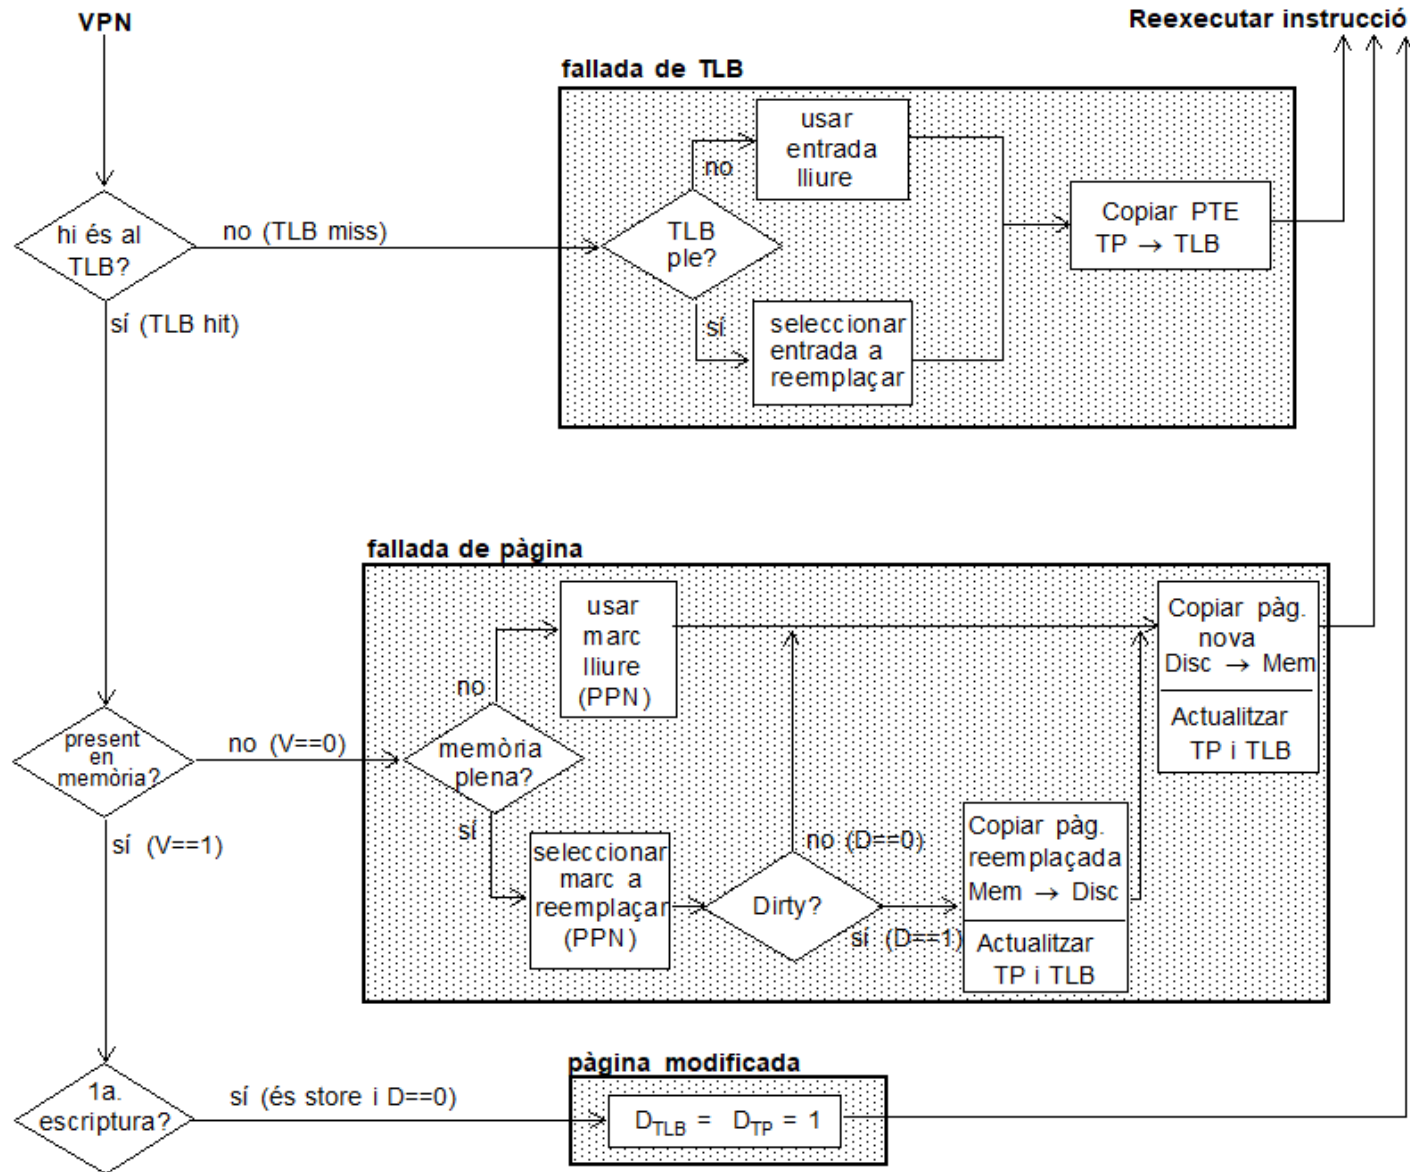 VPN
Reexecutar instrucció
fallada de TLB
usar
entrada
lliure
no
hi és al
TLB?
no (TLB miss)
TLB
ple?
Copiar PTE
TP → TLB
sí (TLB hit)
sí
seleccionar
entrada a
reemplaçar
fallada de pàgina
usar
marc
lliure
(PPN)
no
Copiar pàg.
nova
Disc → Mem
Actualitzar
TP i TLB
present
en
memòria?
no (V==0)
memòria
plena?
sí (V==1)
sí
seleccionar
marc a
reemplaçar
(PPN)
no (D==0)
Dirty?
sí (D==1)
Copiar pàg.
reemplaçada
Mem → Disc
Actualitzar
TP i TLB
pàgina modificada
1a.
escriptura?
sí (és store i D==0)
D_TLB = D_TP = 1